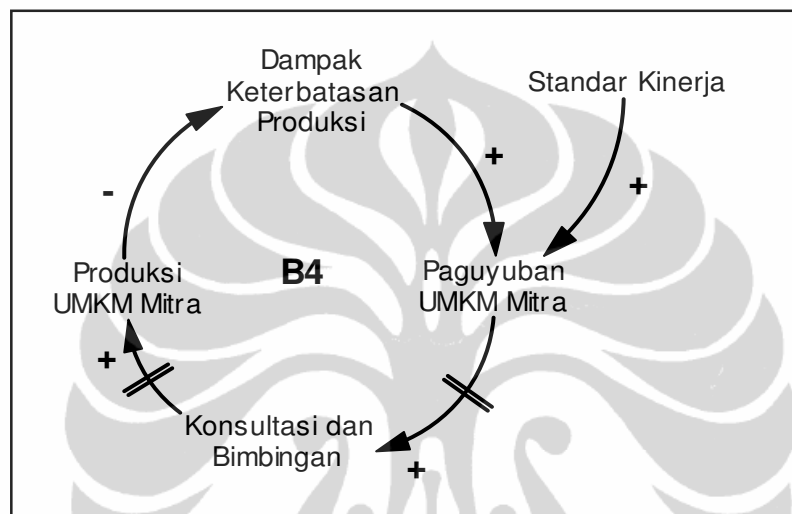 Dampak
Keterbatasan
Produksi
Standar Kinerja
+
+
-
B4
Produksi
UMKM Mitra
Paguyuban
UMKM Mitra
+
Konsultasi dan
Bimbingan
+